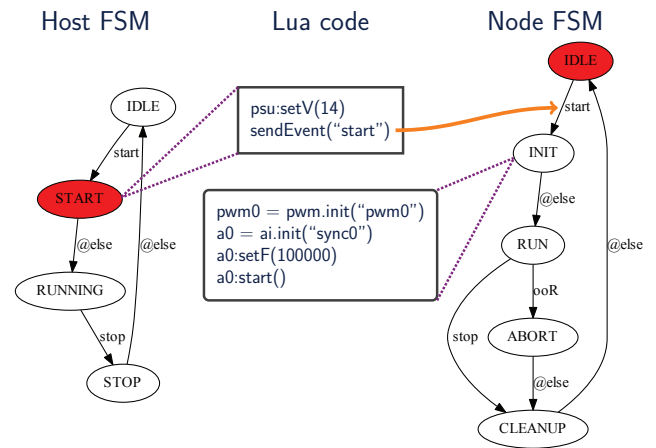 Host FSM
Lua code
Node FSM
IDLE
start
START
@else
@else
RUNNING
stop
STOP
psu:setV(14)
sendEvent(“start”)
pwm0 = pwm.init(“pwm0”)
a0 = ai.init(“sync0”)
a0:setF(100000)
a0:start()
IDLE
start
INIT
@else
RUN
ooR
stop
ABORT
@else
@else
CLEANUP